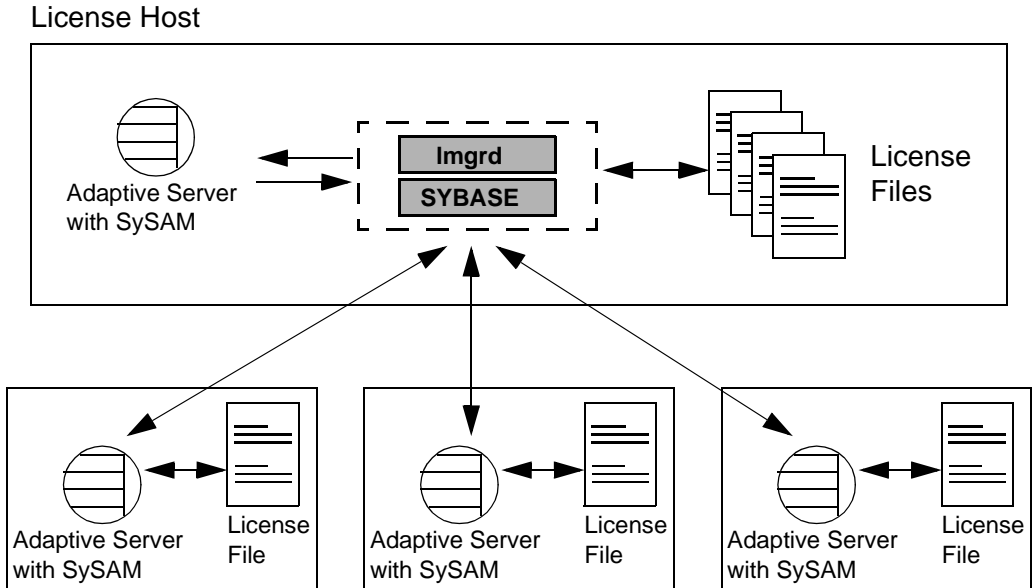 License Host
Adaptive Server
with SySAM
lmgrd
SYBASE
License
Files
Adaptive Server
with SySAM
License
File
Adaptive Server
with SySAM
License
File
Adaptive Server
with SySAM
License
File